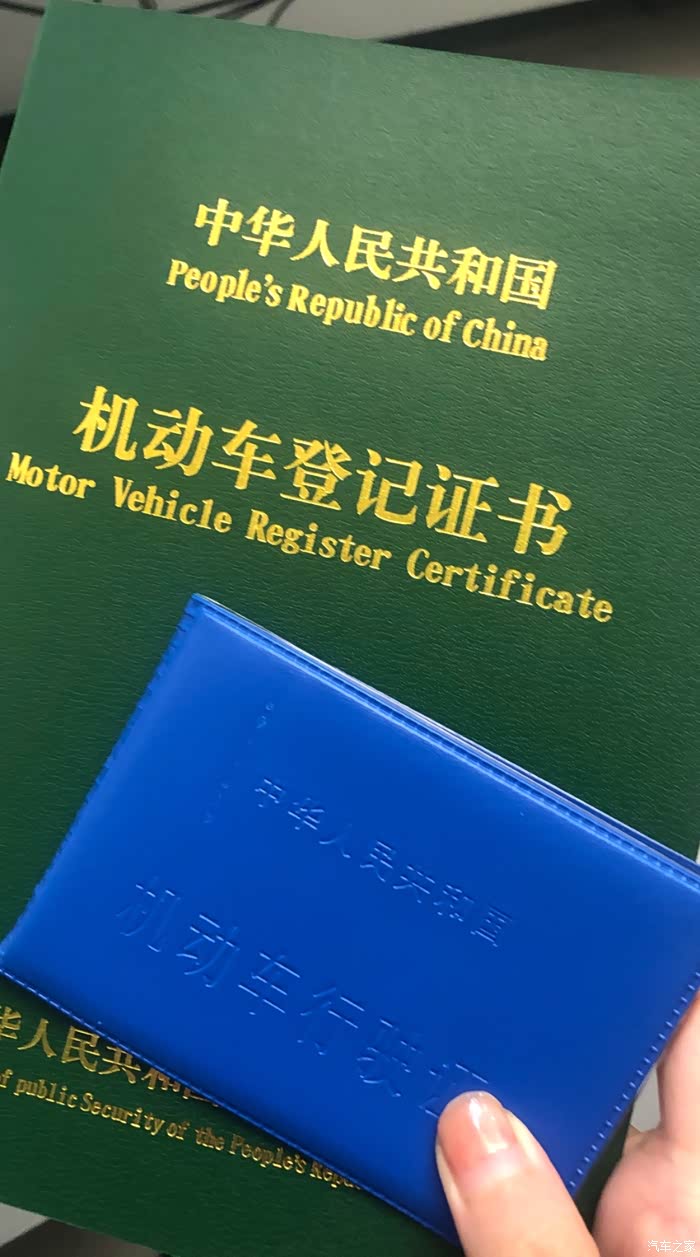 中华人民共和国
People's Republic of China
机动车登记证书
Motor Vehicle Register Certificate
中华人民共和国
机动车行驶证
华人民共和
of public Security of the People's Repu
汽车之家